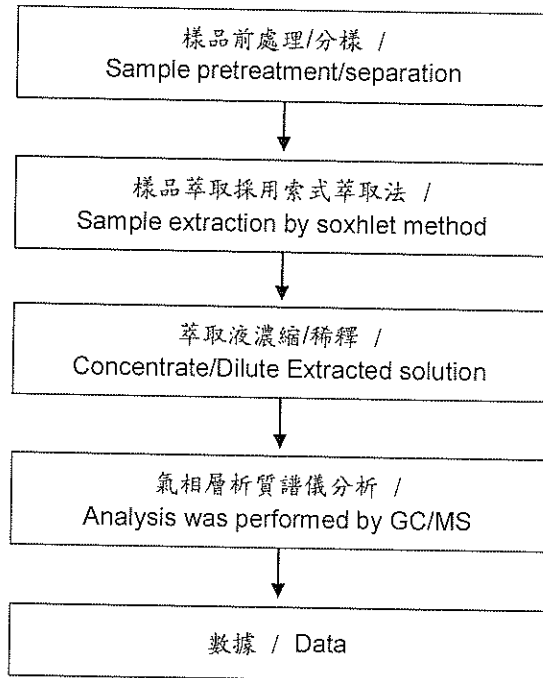 樣品前處理/分樣 /
Sample pretreatment/separation
樣品萃取採用索式萃取法 /
Sample extraction by soxhlet method
萃取液濃縮/稀釋 /
Concentrate/Dilute Extracted solution
氣相層析質譜儀分析 /
Analysis was performed by GC/MS
數據 / Data